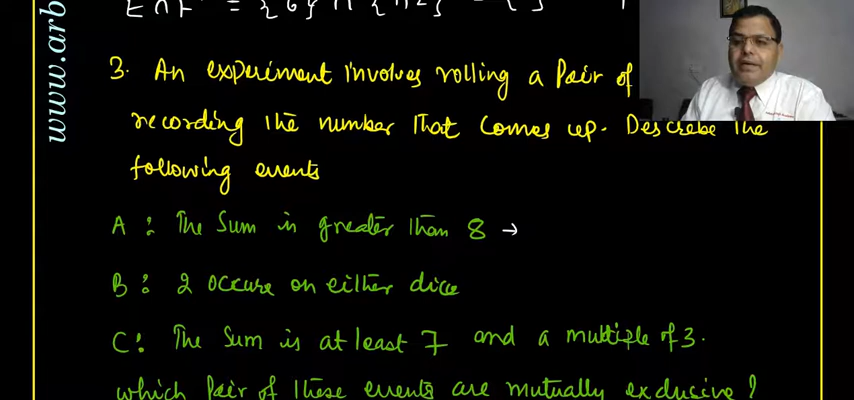 www.arb
3. An experiment involves rolling a pair of
recording the number that comes up. Describe the
following events
A : The Sum is greater than 8 →
B : 2 occure on either dice
C : The Sum is at least 7 and a multiple of 3.
which pair of these events are mutually exclusive ?